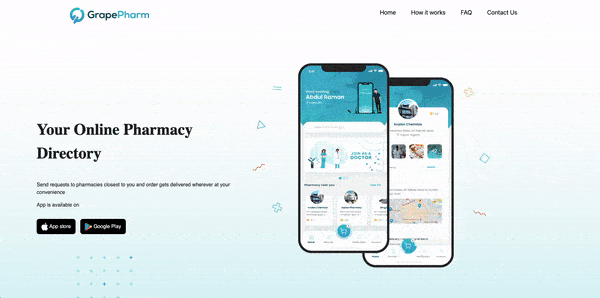 GrapePharm
Home
How it works
FAQ
Contact Us
Your Online Pharmacy
Directory
Send requests to pharmacies closest to you and order gets delivered wherever at your
convenience
App is available on
App store
Google Play
Abdul Raman
JOIN AS A
DOCTOR
Pharmacy near you
Avalon Chemists